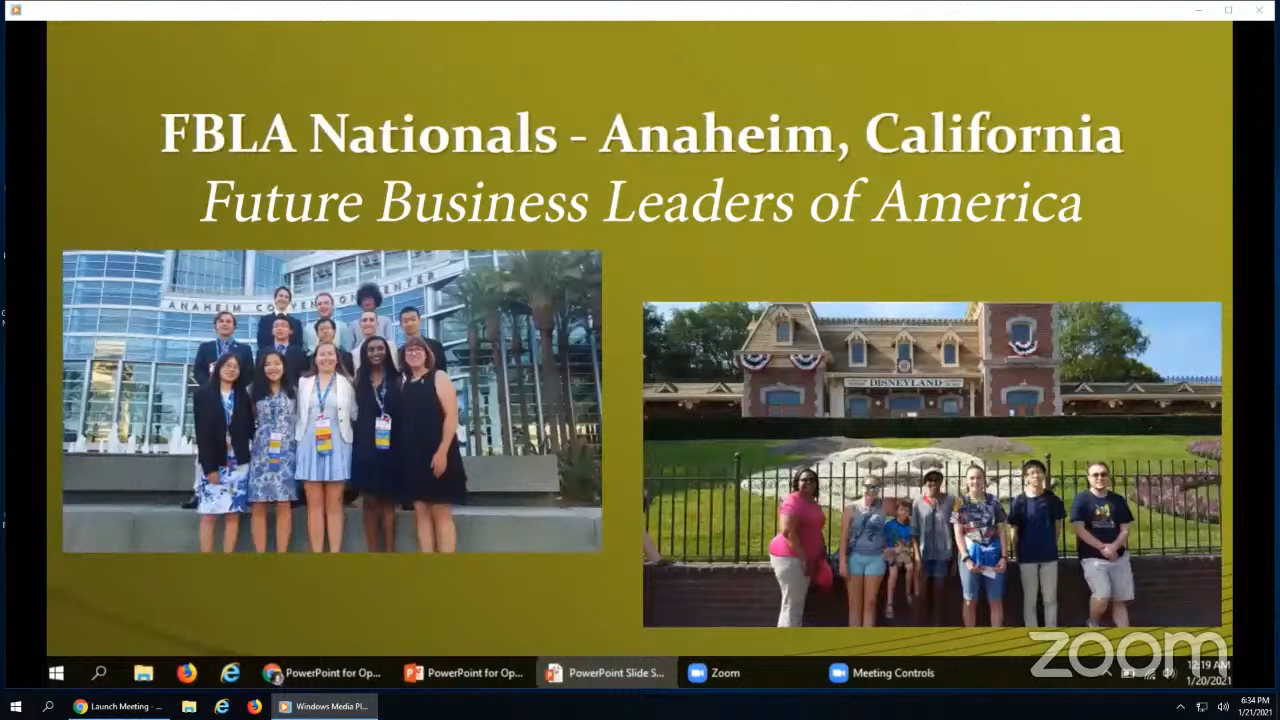 FBLA Nationals - Anaheim, California
Future Business Leaders of America
ANAHEIM CONVENTION CENTER
DISNEYLAND
zoom
PowerPoint for Op...
PowerPoint for Op...
PowerPoint Slide S...
Zoom
Meeting Controls
12:19 AM
1/20/2021
Launch Meeting - ...
Windows Media Pl...
6:34 PM
1/21/2021